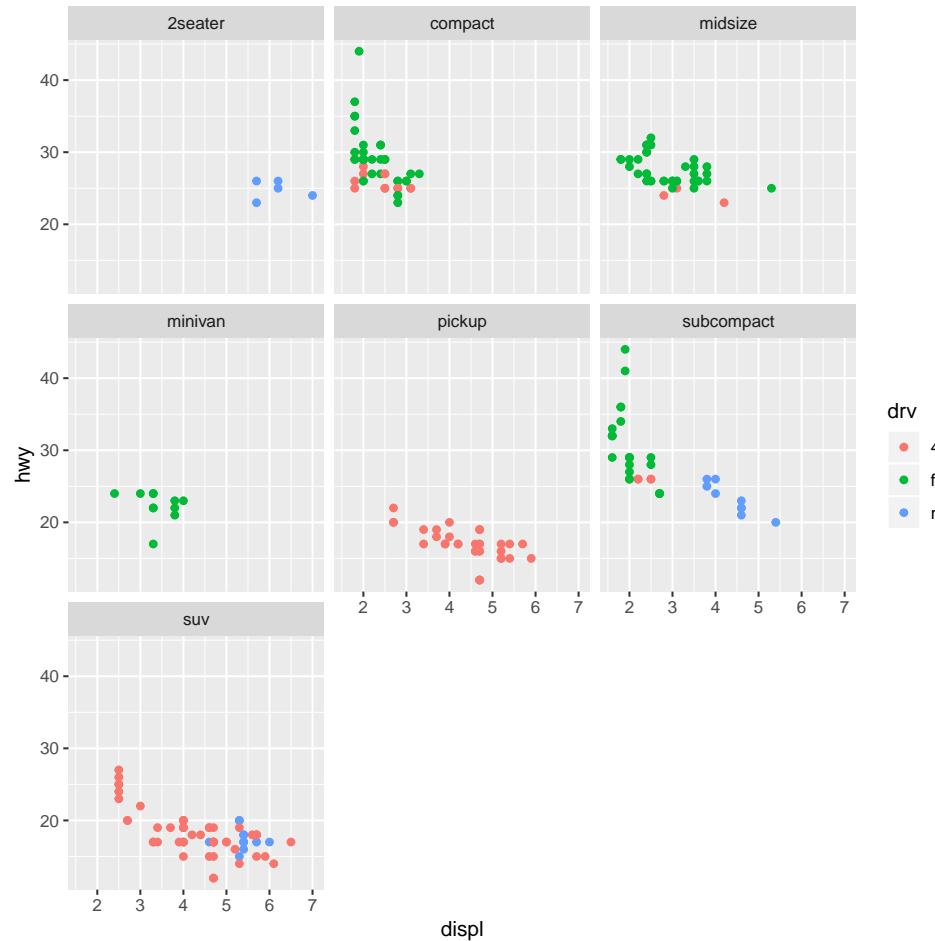 2seater compact midsize
40
30
20
minivan pickup subcompact
40
30
20
2 3 4 5 6 7 2 3 4 5 6 7
suv
40
30
20
2 3 4 5 6 7
displ
hwy
drv
4
f
r